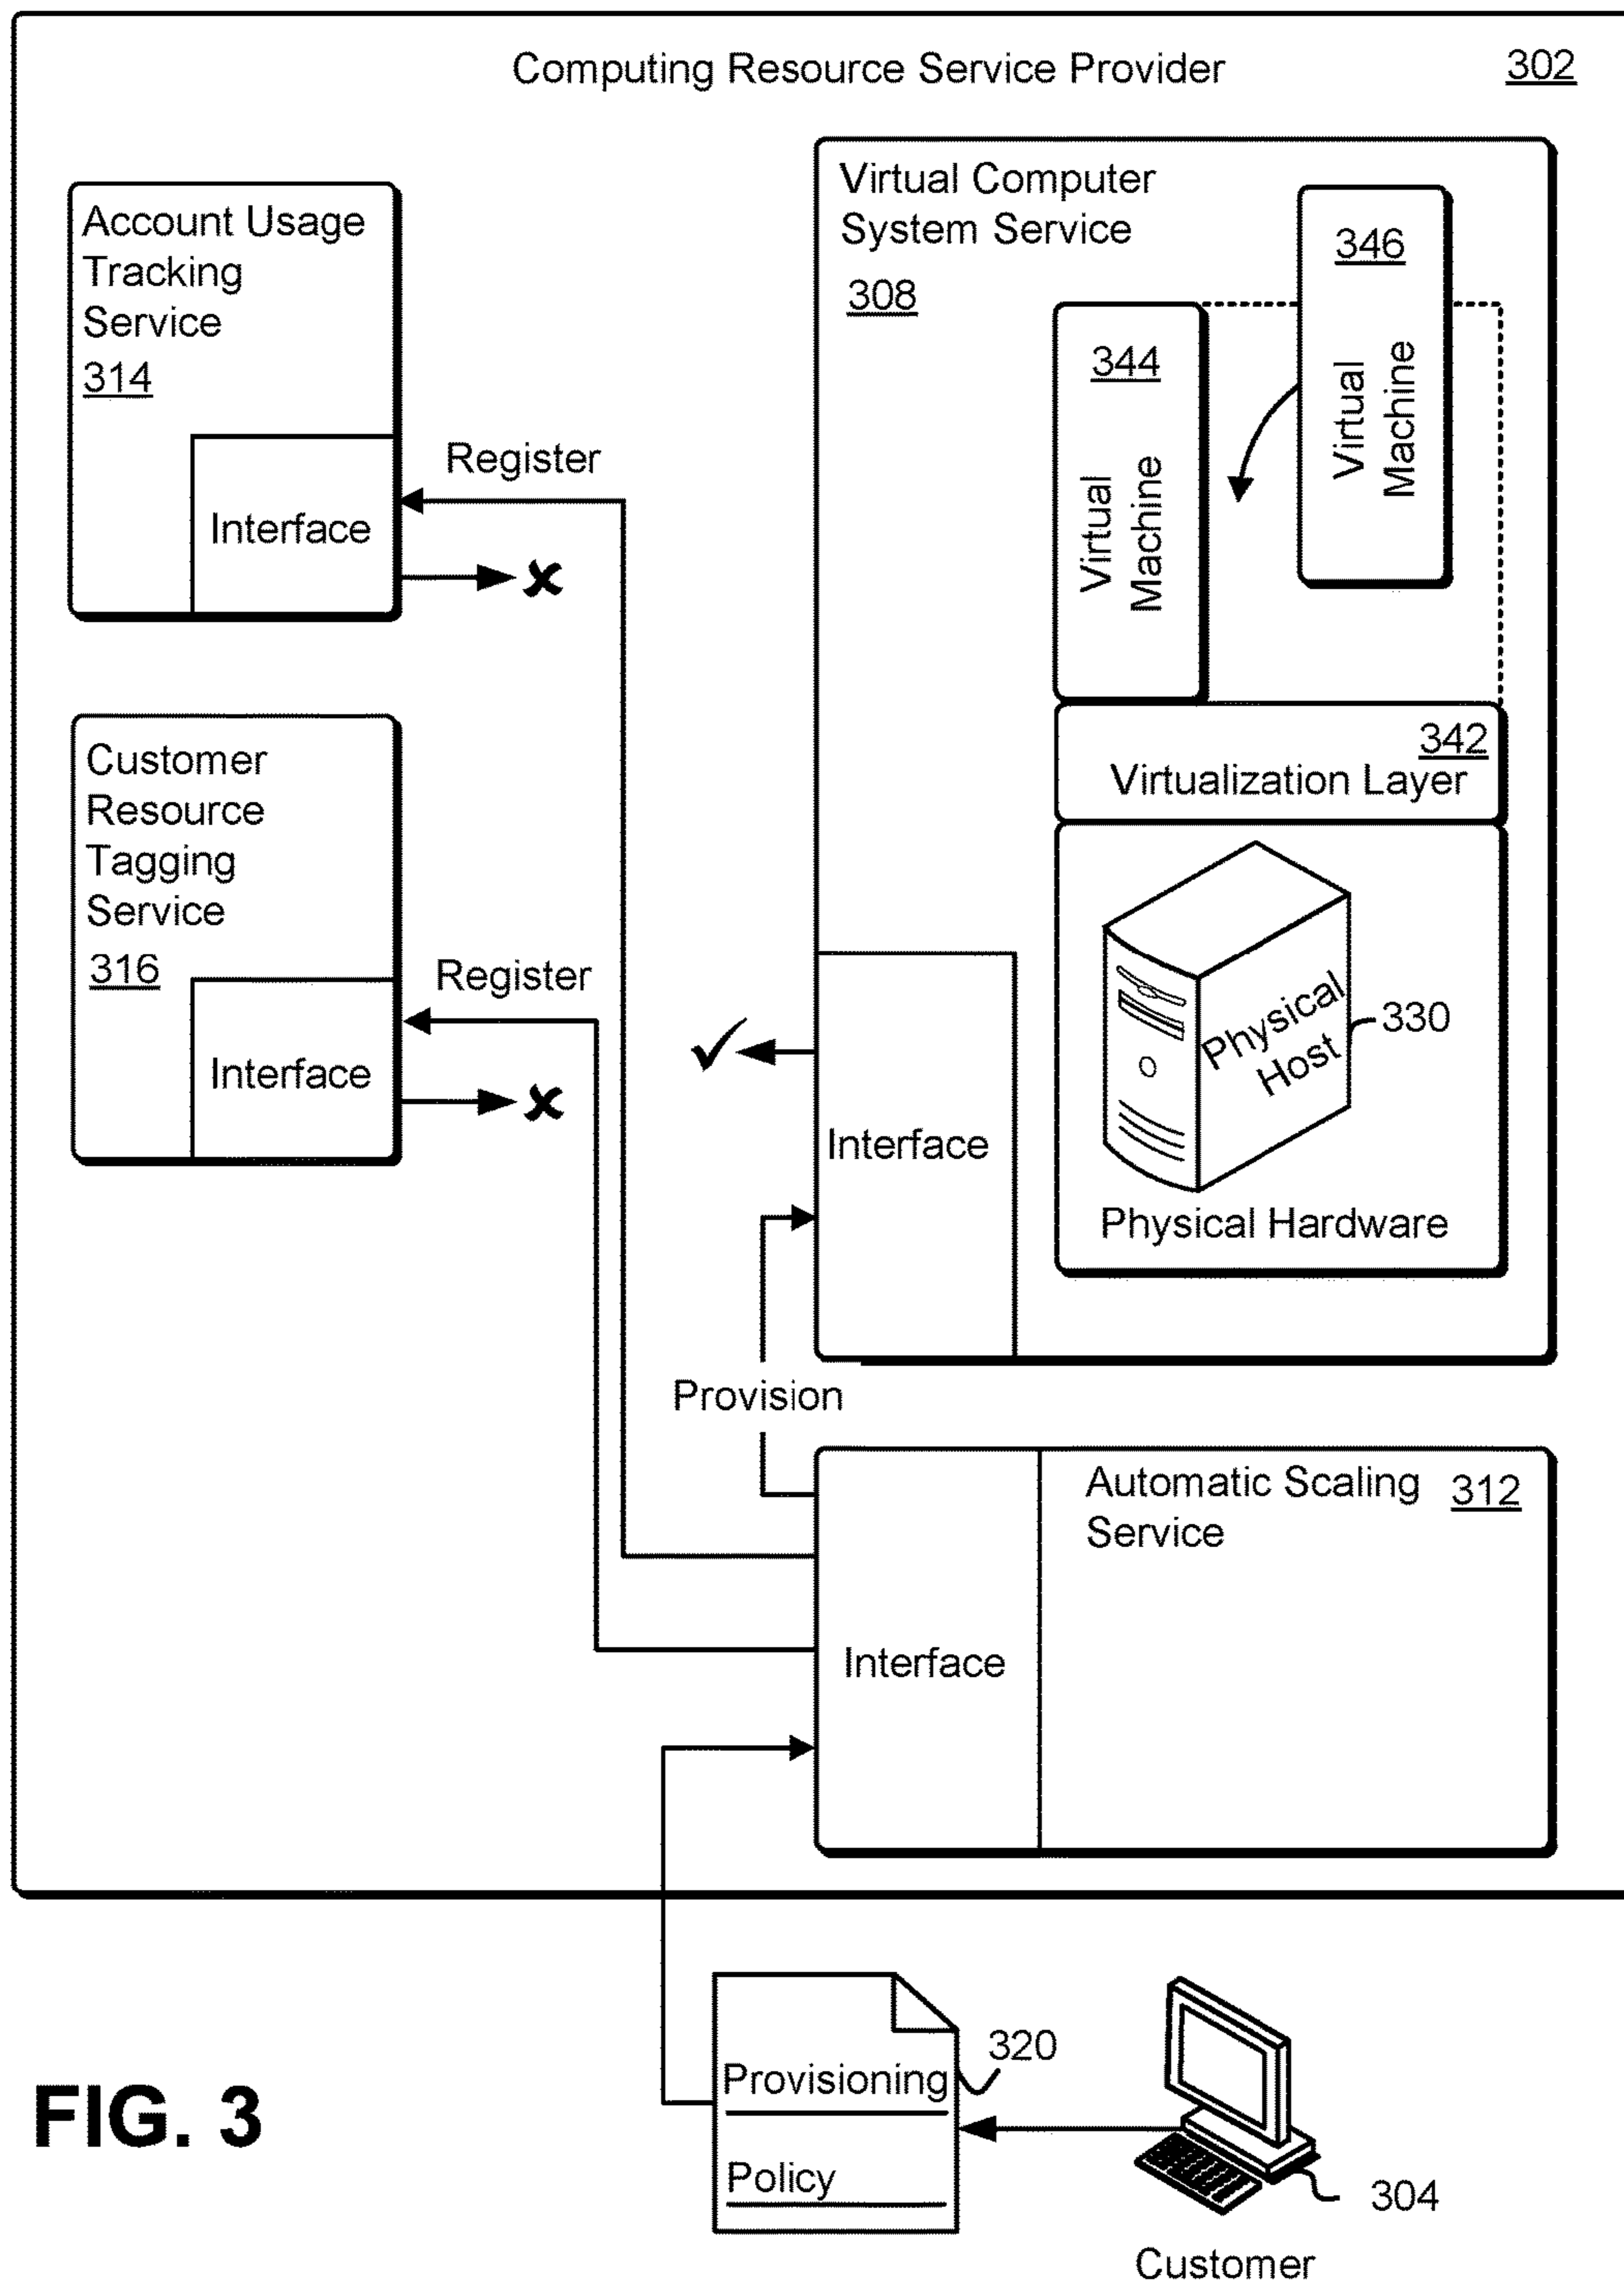 Computing Resource Service Provider
302
Account Usage
Tracking
Service
314
Interface
Register
Customer
Resource
Tagging
Service
316
Interface
Register
Virtual Computer
System Service
308
346
Virtual
Machine
344
Virtual
Machine
342
Virtualization Layer
Physical
Host
330
Physical Hardware
Interface
Provision
Automatic Scaling
Service
312
Interface
Provisioning
Policy
320
304
Customer
FIG. 3